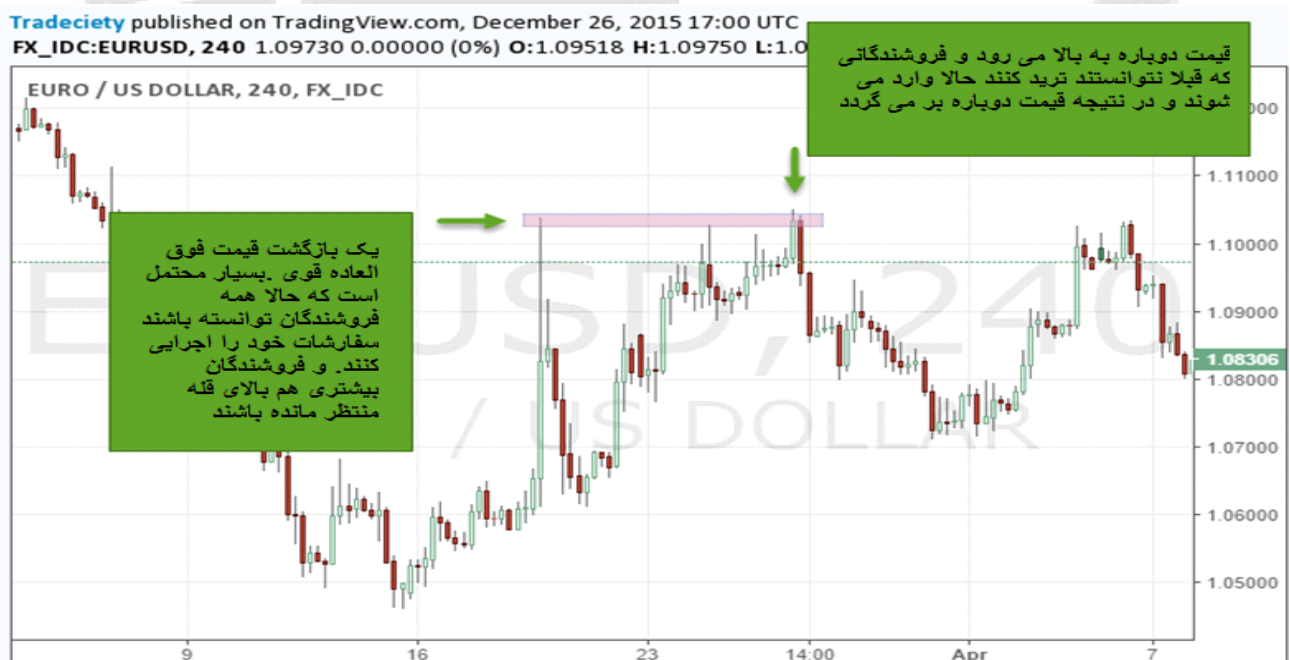 Tradeciety published on TradingView.com, December 26, 2015 17:00 UTC
FX_IDC:EURUSD, 240 1.09730 0.00000 (0%) O:1.09518 H:1.09750 L:1.0
EURO / US DOLLAR, 240, FX_IDC
قیمت دوباره به بالا می رود و فروشندگانی
که قبلا نتوانستند ترید کنند حالا وارد می
شوند و در نتیجه قیمت دوباره بر می گردد
یک بازگشت قیمت فوق
العاده قوی .بسیار محتمل
است که حالا همه
فروشندگان توانسته باشند
سفارشات خود را اجرایی
کنند. و فروشندگان
بیشتری هم بالای قله
منتظر مانده باشند
1.11000
1.10000
1.09000
1.08306
1.08000
1.07000
1.06000
1.05000
240
/ US DOLLAR
9 16 23 14:00 Apr 7